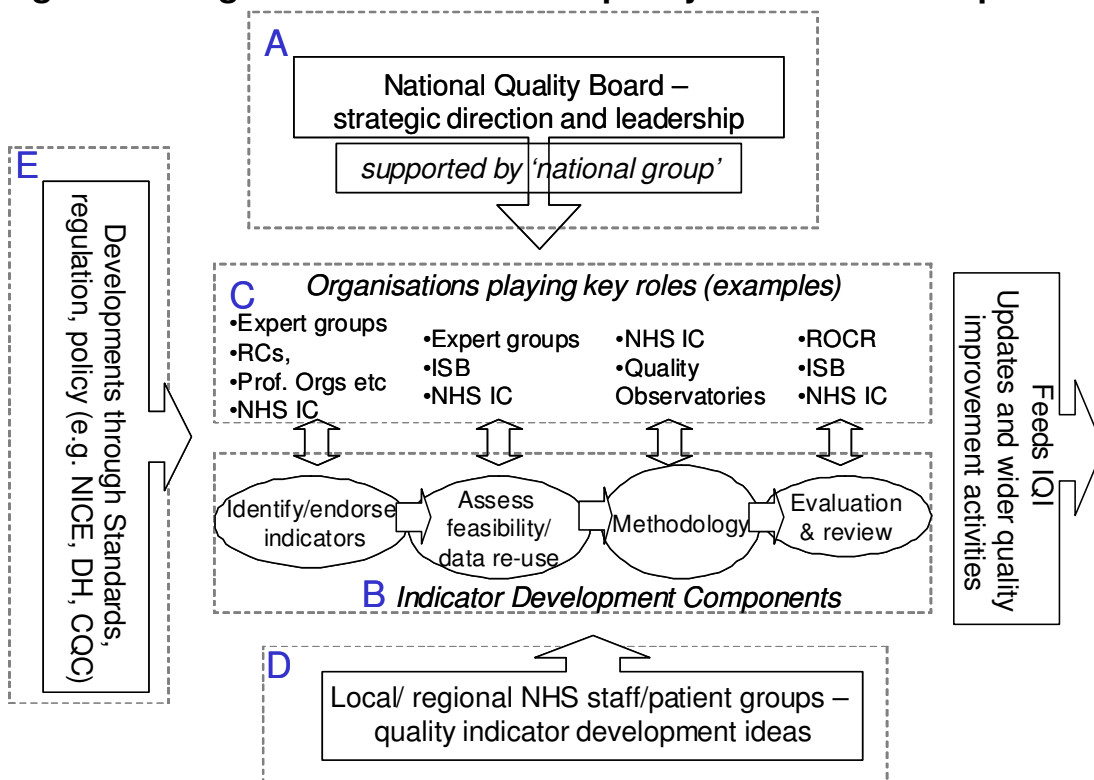 A
National Quality Board –
strategic direction and leadership
supported by ‘national group’
E
Developments through Standards,
regulation, policy (e.g. NICE, DH, CQC)
C
Organisations playing key roles (examples)
•Expert groups
•RCs,
•Prof. Orgs etc
•NHS IC
•Expert groups
•ISB
•NHS IC
•NHS IC
•Quality
Observatories
•ROCR
•ISB
•NHS IC
Identify/endorse
indicators
Assess
feasibility/
data re-use
Methodology
Evaluation
& review
B
Indicator Development Components
Feeds IQI
Updates and wider quality
improvement activities
D
Local/ regional NHS staff/patient groups –
quality indicator development ideas